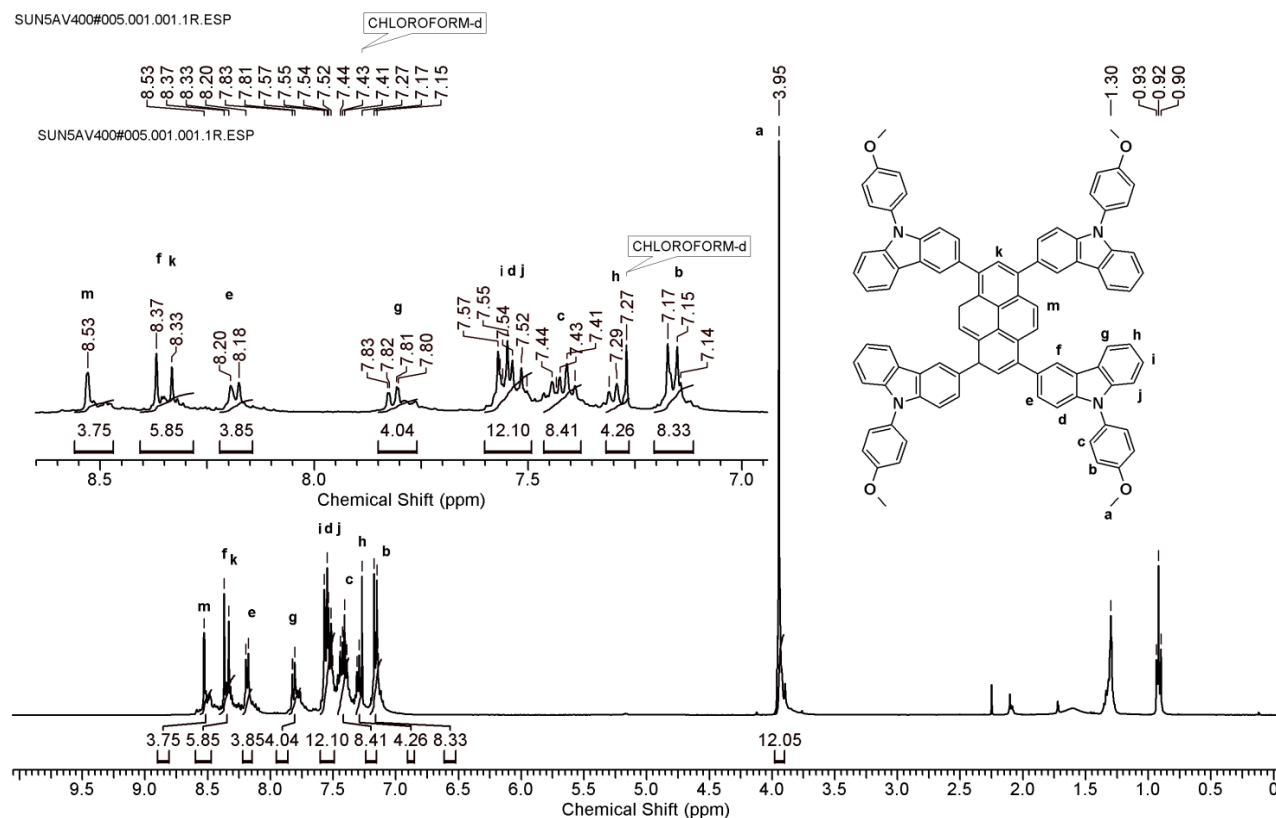 SUN5AV400#005.001.001.1R.ESP
CHLOROFORM-d
8.53 8.37 8.33 8.20 7.83 7.81 7.57 7.55 7.54 7.52 7.44 7.43 7.41 7.27 7.17 7.15
3.95
1.30
0.93 0.92 0.90
SUN5AV400#005.001.001.1R.ESP
a
CHLOROFORM-d
m f k e g i d j c h b
8.53 8.37 8.33 8.20 8.18 7.83 7.82 7.81 7.80 7.57 7.55 7.54 7.52 7.44 7.43 7.41 7.29 7.27 7.17 7.15 7.14
3.75 5.85 3.85 4.04 12.10 8.41 4.26 8.33
8.5 8.0 7.5 7.0
Chemical Shift (ppm)
O O
N N
k
m
g h
f i
e j
d
N N
c
b
O O
a
m f k e g i d j c h b
3.75 5.85 3.85 4.04 12.10 8.41 4.26 8.33 12.05
9.5 9.0 8.5 8.0 7.5 7.0 6.5 6.0 5.5 5.0 4.5 4.0 3.5 3.0 2.5 2.0 1.5 1.0 0.5 0
Chemical Shift (ppm)